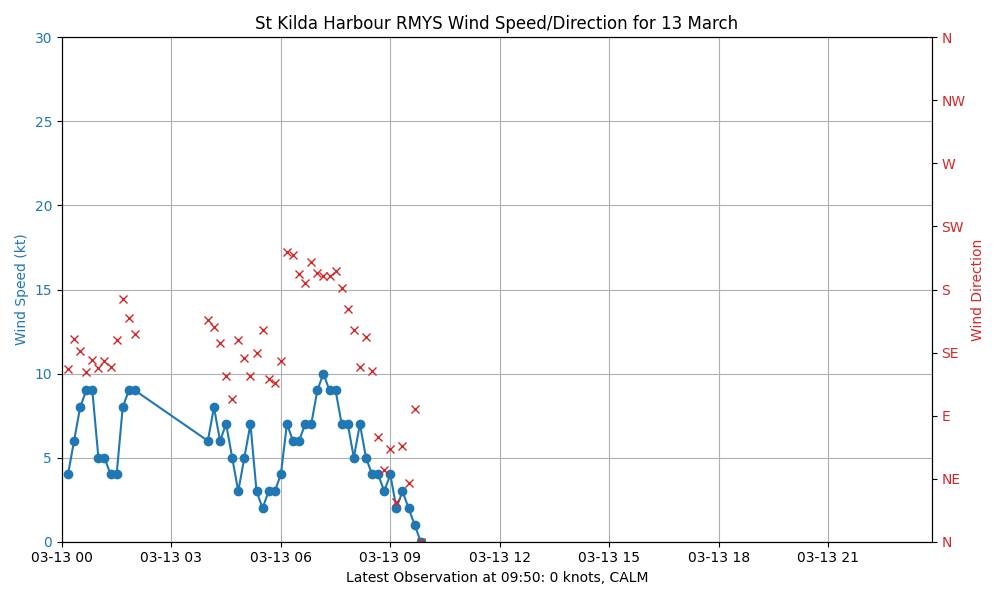 St Kilda Harbour RMYS Wind Speed/Direction for 13 March
30
25
20
15
10
5
0
Wind Speed (kt)
N
NW
W
SW
S
SE
E
NE
N
Wind Direction
03-13 00
03-13 03
03-13 06
03-13 09
03-13 12
03-13 15
03-13 18
03-13 21
Latest Observation at 09:50: 0 knots, CALM